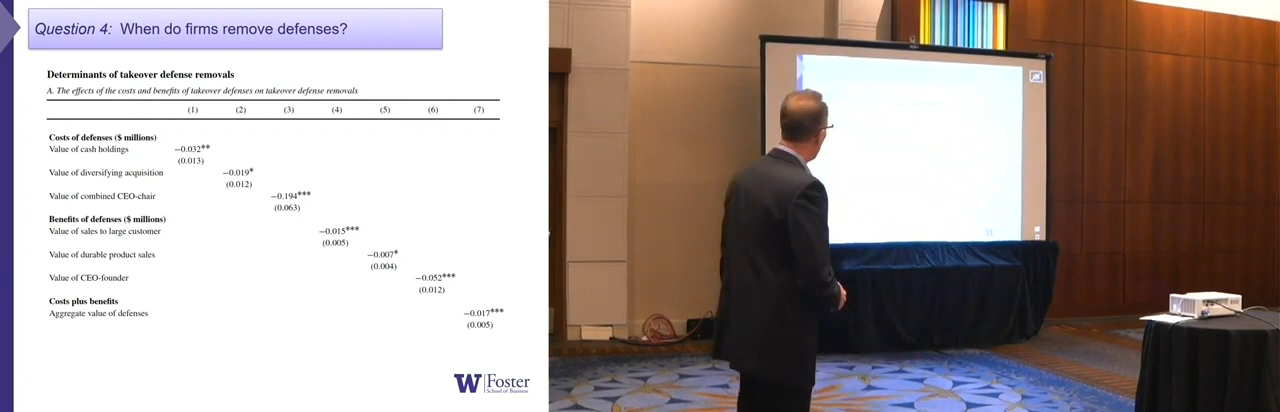 Question 4: When do firms remove defenses?
Determinants of takeover defense removals
A. The effects of the costs and benefits of takeover defenses on takeover defense removals
(1) (2) (3) (4) (5) (6) (7)
Costs of defenses ($ millions)
Value of cash holdings −0.032**
(0.013)
Value of diversifying acquisition −0.019*
(0.012)
Value of combined CEO-chair −0.194***
(0.063)
Benefits of defenses ($ millions)
Value of sales to large customer −0.015***
(0.005)
Value of durable product sales −0.007*
(0.004)
Value of CEO-founder −0.052***
(0.012)
Costs plus benefits
Aggregate value of defenses −0.017***
(0.005)
W Foster
School of Business